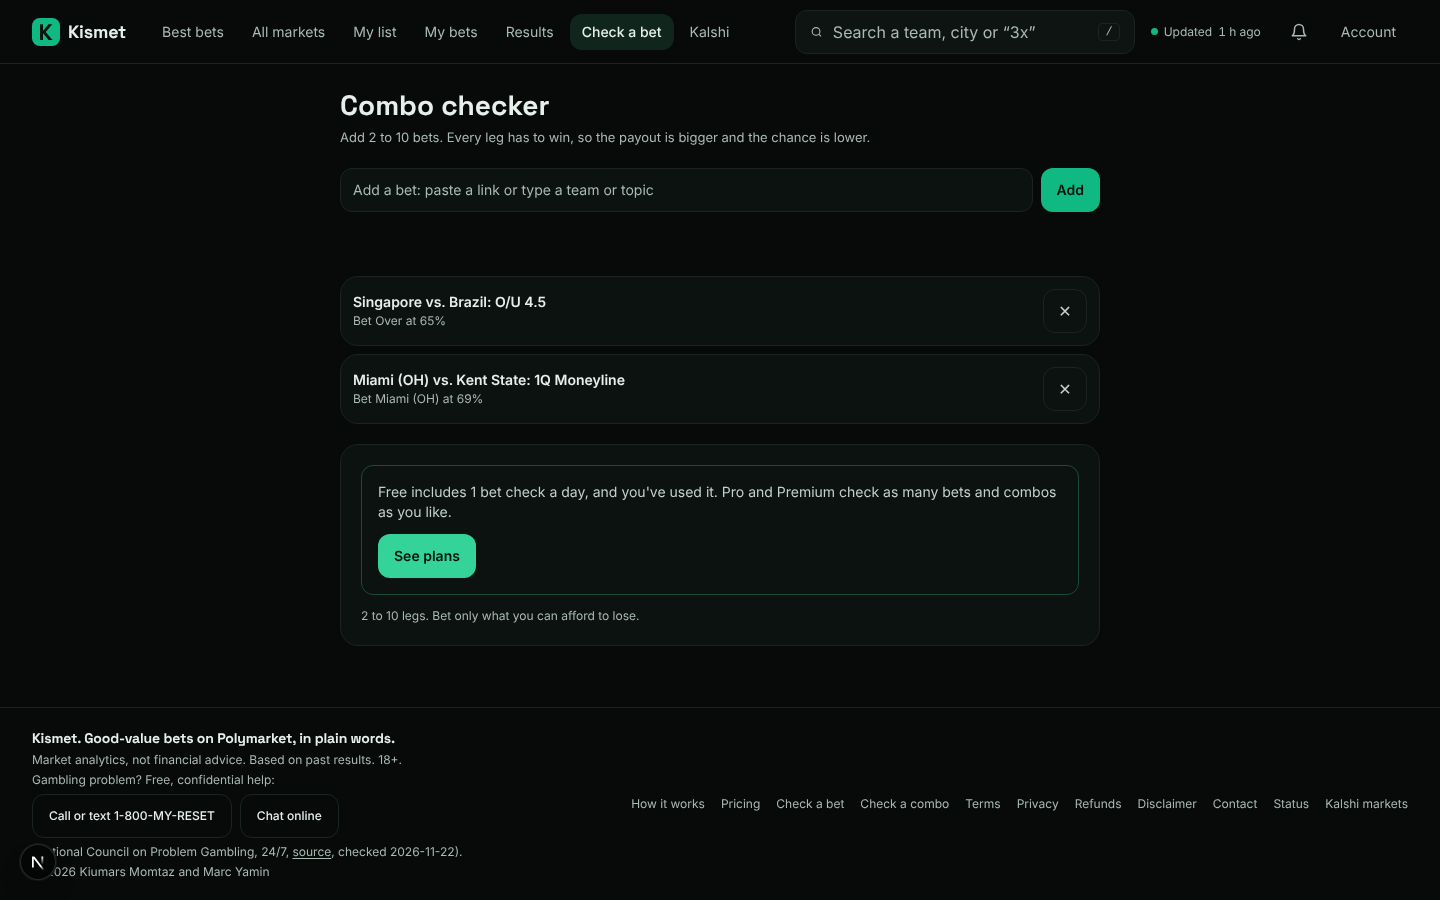 Kismet
Best bets
All markets
My list
My bets
Results
Check a bet
Kalshi
Search a team, city or “3x”
/
Updated 1 h ago
Account
Combo checker
Add 2 to 10 bets. Every leg has to win, so the payout is bigger and the chance is lower.
Add a bet: paste a link or type a team or topic
Add
Singapore vs. Brazil: O/U 4.5
Bet Over at 65%
Miami (OH) vs. Kent State: 1Q Moneyline
Bet Miami (OH) at 69%
Free includes 1 bet check a day, and you've used it. Pro and Premium check as many bets and combos
as you like.
See plans
2 to 10 legs. Bet only what you can afford to lose.
Kismet. Good-value bets on Polymarket, in plain words.
Market analytics, not financial advice. Based on past results. 18+.
Gambling problem? Free, confidential help:
Call or text 1-800-MY-RESET
Chat online
Council on Problem Gambling, 24/7, source, checked 2026-11-22).
Kiumars Momtaz and Marc Yamin
How it works
Pricing
Check a bet
Check a combo
Terms
Privacy
Refunds
Disclaimer
Contact
Status
Kalshi markets